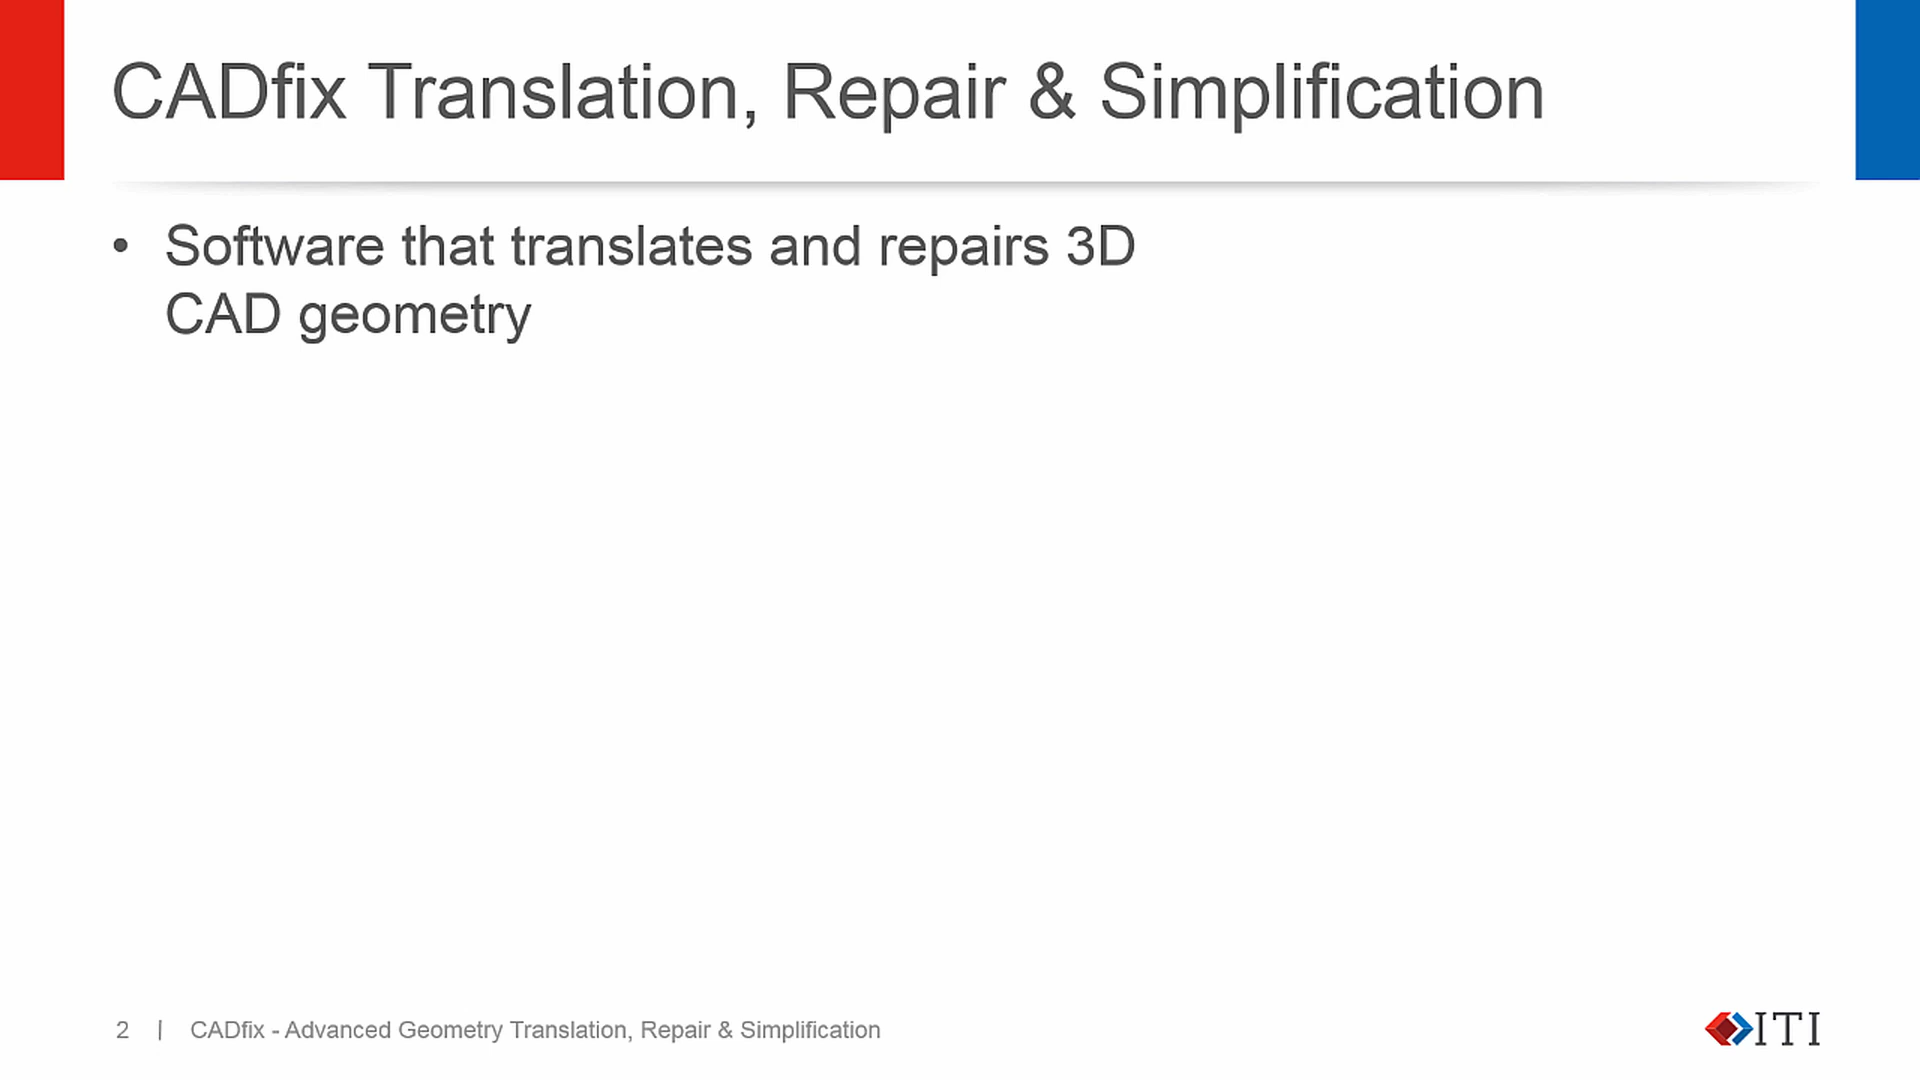 CADfix Translation, Repair & Simplification
• Software that translates and repairs 3D
CAD geometry
2 | CADfix - Advanced Geometry Translation, Repair & Simplification
ITI